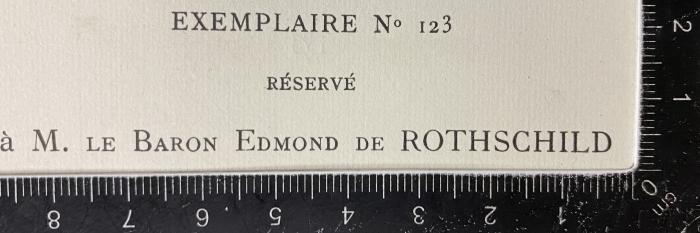 EXEMPLAIRE Nº 123
RÉSERVÉ
à M. LE BARON EDMOND DE ROTHSCHILD
2
1
0
cm
8 7 6 5 4 3 2 1